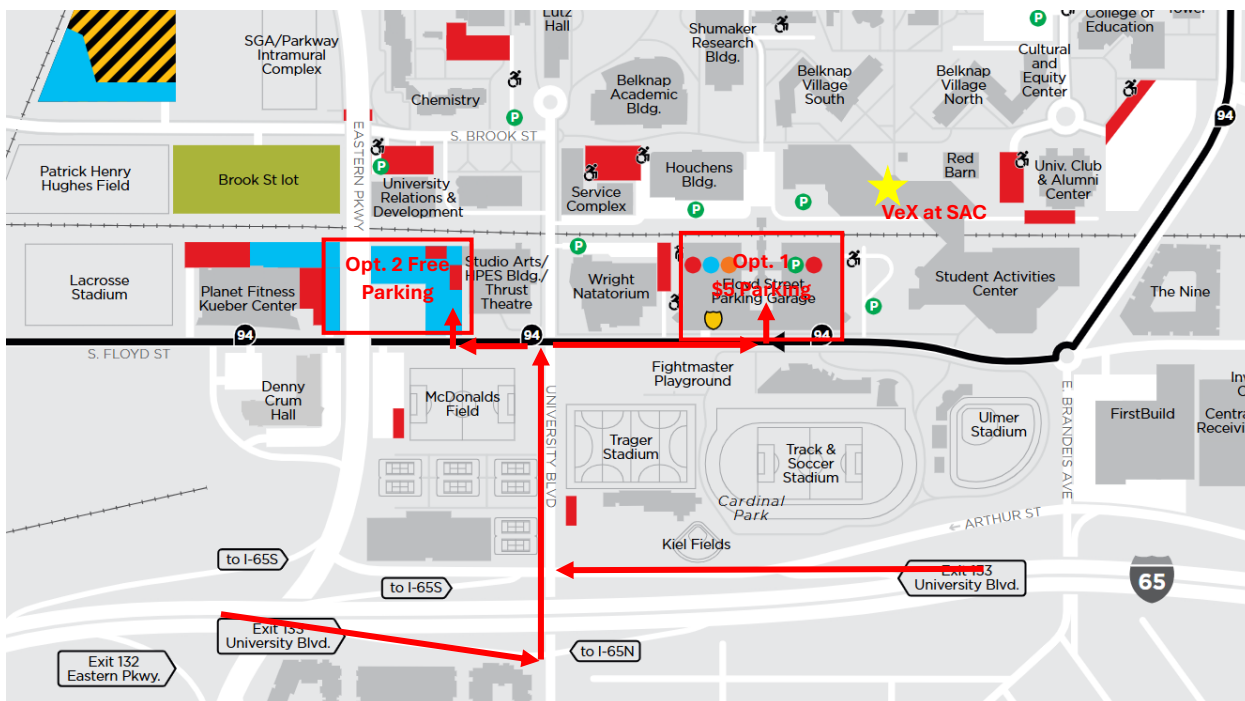 Lutz
Hall
SGA/Parkway
Intramural
Complex
Shumaker
Research
Bldg.
P
College of
Education
Tower
Cultural
and
Equity
Center
Belknap
Academic
Bldg.
Belknap
Village
South
Belknap
Village
North
Chemistry
P
94
EASTERN PKWY
S. BROOK ST
Patrick Henry
Hughes Field
Brook St lot
P
University
Relations &
Development
Service
Complex
Houchens
Bldg.
P
P
Red
Barn
Univ. Club
& Alumni
Center
VeX at SAC
Lacrosse
Stadium
Planet Fitness
Kueber Center
Opt. 2 Free
Parking
Studio Arts/
HPES Bldg./
Thrust
Theatre
P
Wright
Natatorium
Opt. 1
$5 Parking
P
Floyd Street
Parking Garage
P
Student Activities
Center
The Nine
94
94
94
S. FLOYD ST
Denny
Crum
Hall
McDonalds
Field
UNIVERSITY BLVD
Fightmaster
Playground
Trager
Stadium
Track &
Soccer
Stadium
Ulmer
Stadium
E. BRANDEIS AVE
FirstBuild
Cardinal
Park
Kiel Fields
← ARTHUR ST
to I-65S
to I-65S
Exit 133
University Blvd.
65
Exit 133
University Blvd.
to I-65N
Exit 132
Eastern Pkwy.